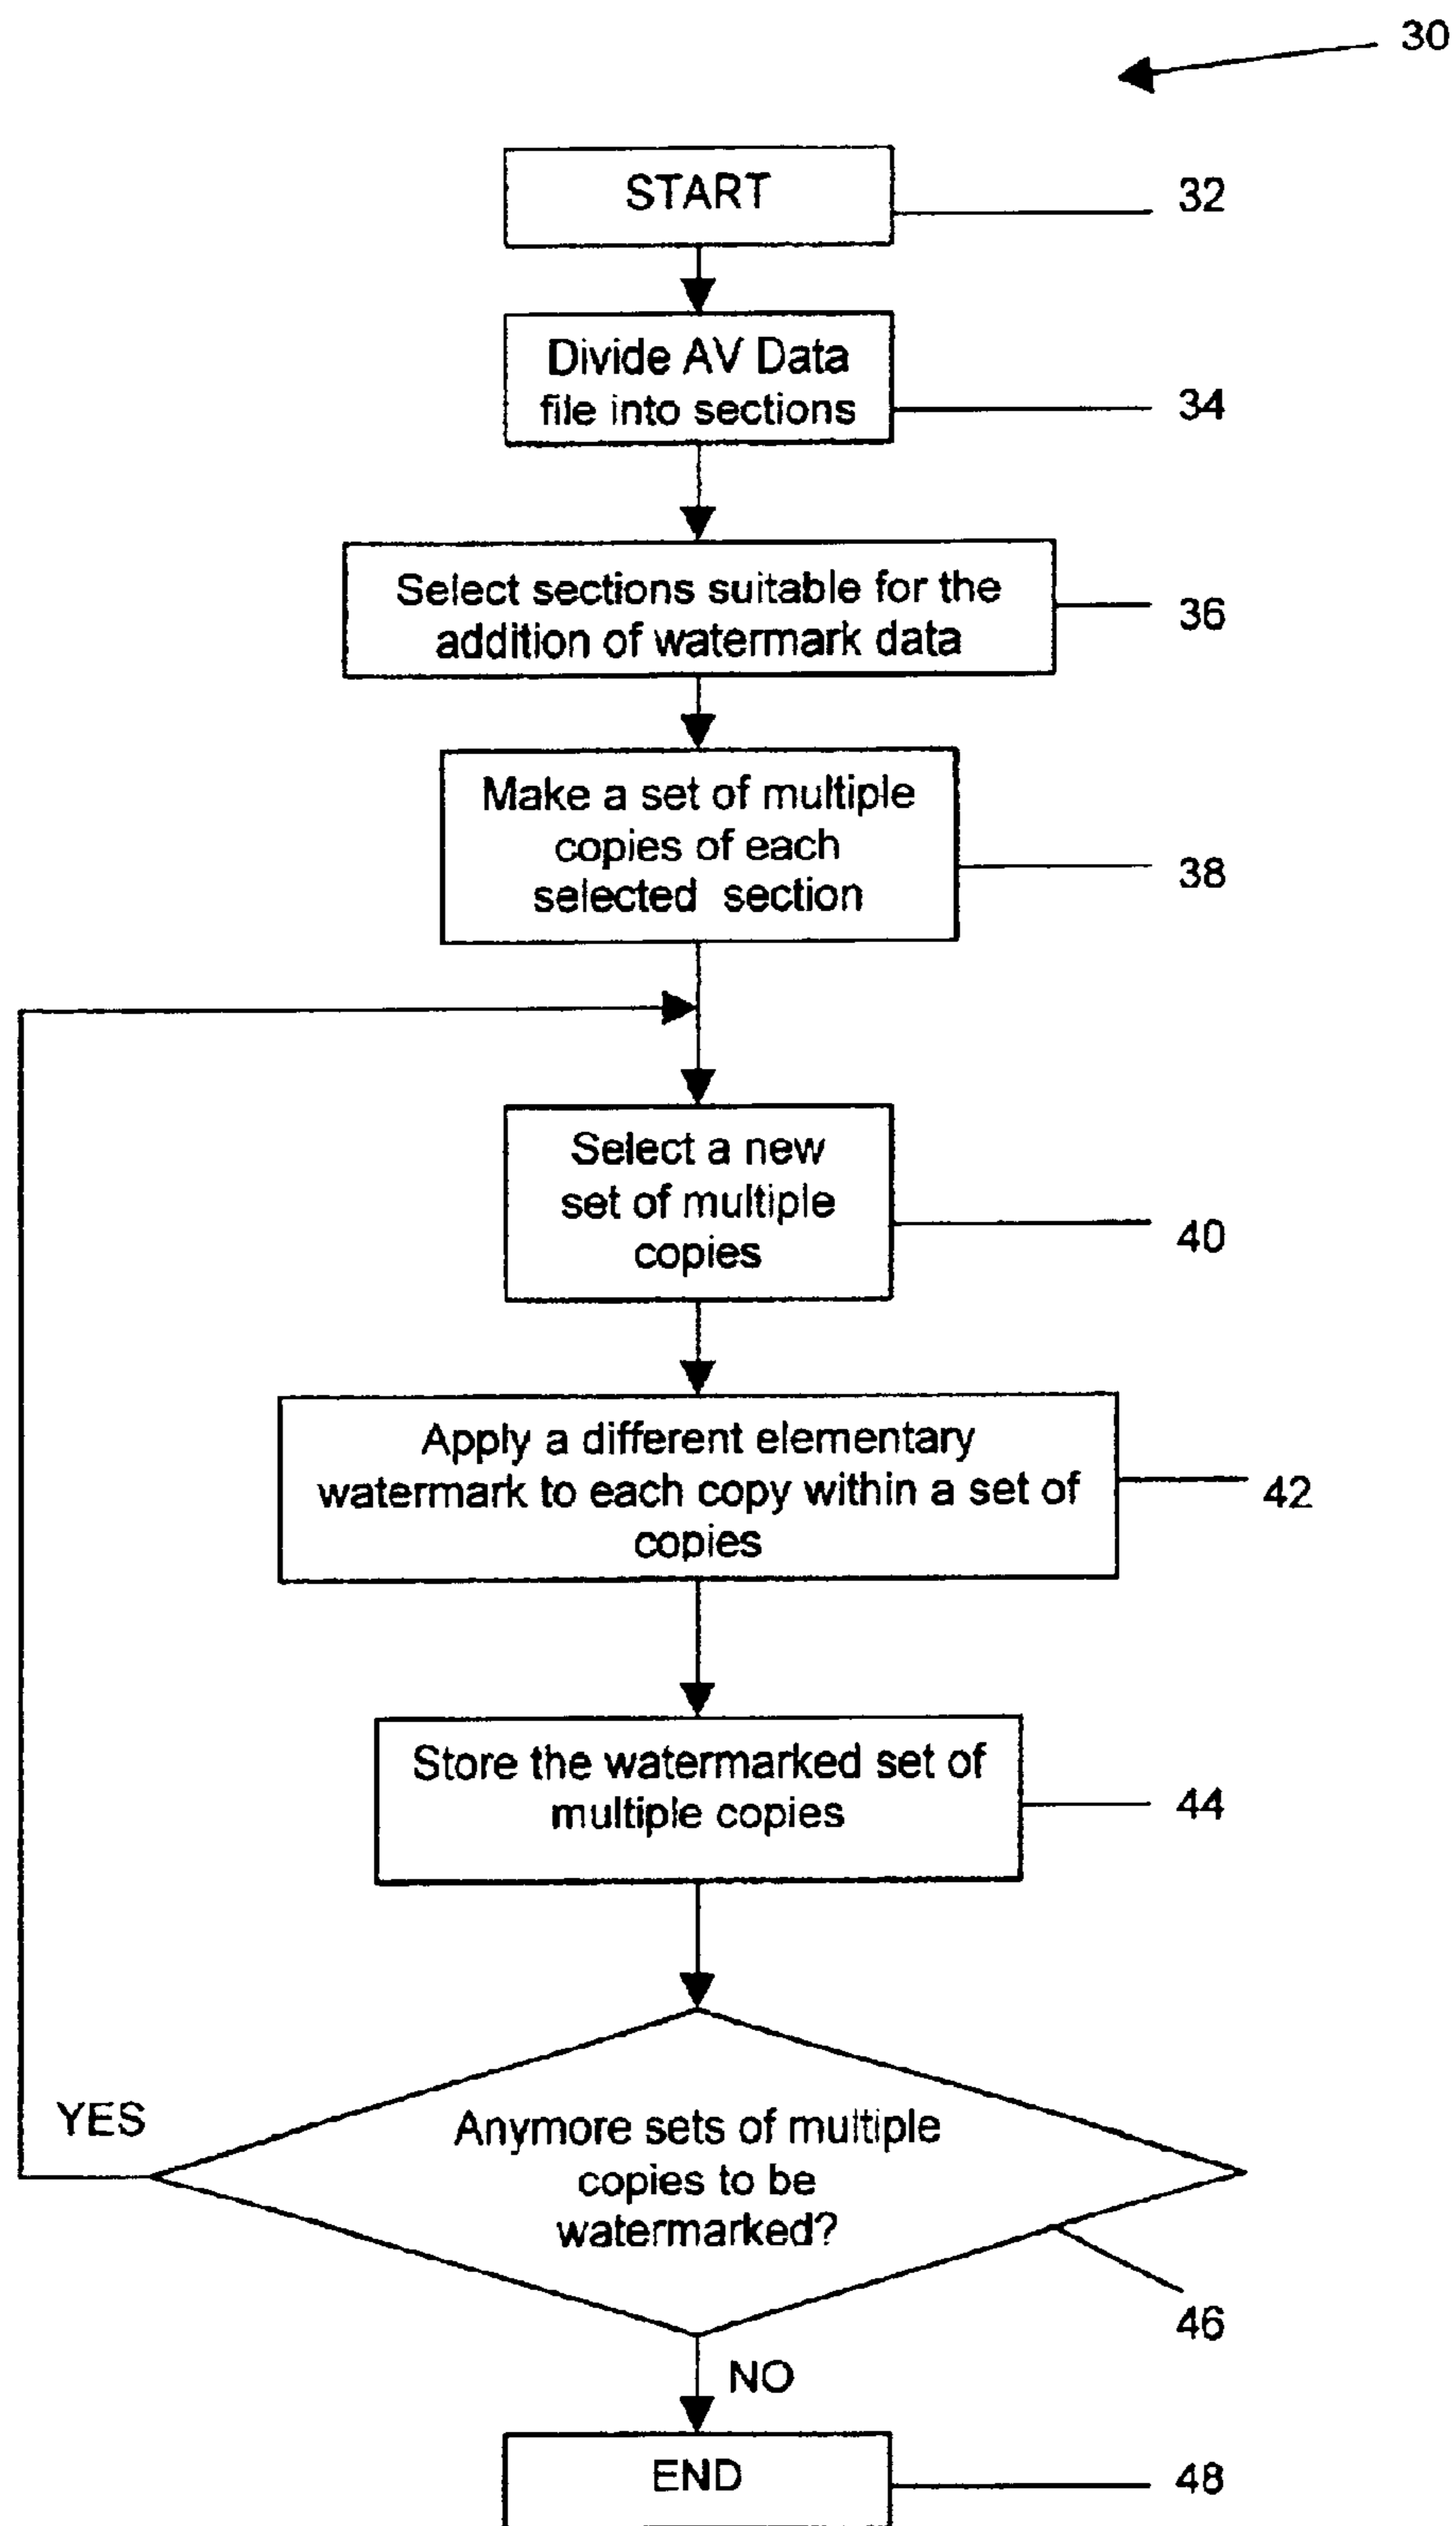 30
START
32
Divide AV Data
file into sections
34
Select sections suitable for the
addition of watermark data
36
Make a set of multiple
copies of each
selected section
38
Select a new
set of multiple
copies
40
Apply a different elementary
watermark to each copy within a set of
copies
42
Store the watermarked set of
multiple copies
44
YES
Anymore sets of multiple
copies to be
watermarked?
46
NO
END
48